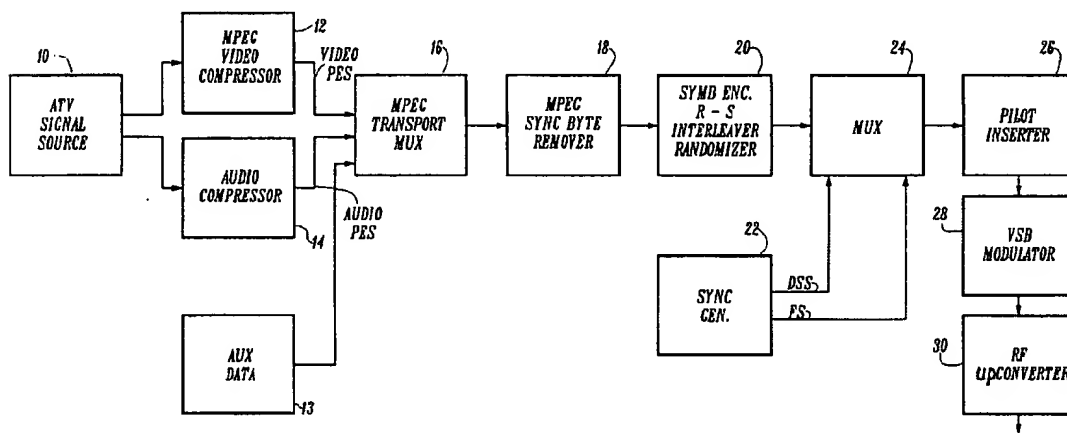 10
ATV
SIGNAL
SOURCE
12
MPEC
VIDEO
COMPRESSOR
VIDEO
PES
AUDIO
COMPRESSOR
14
AUDIO
PES
AUX
DATA
13
16
MPEC
TRANSPORT
MUX
18
MPEC
SYNC BYTE
REMOVER
20
SYMB ENC.
R - S
INTERLEAVER
RANDOMIZER
22
SYNC
GEN.
DSS
FS
24
MUX
26
PILOT
INSERTER
28
VSB
MODULATOR
30
RF
upCONVERTER